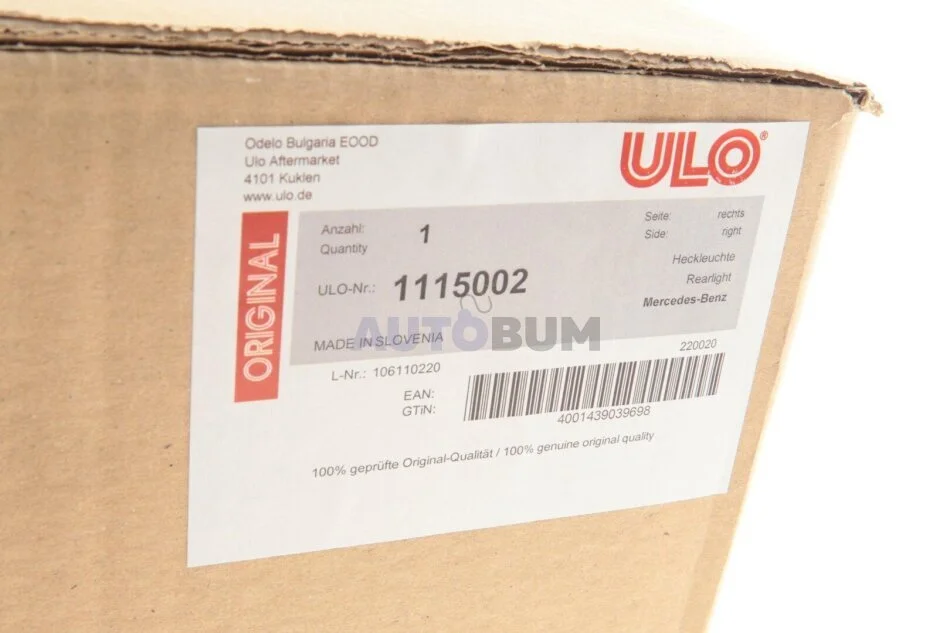 Odelo Bulgaria EOOD
Ulo Aftermarket
4101 Kuklen
www.ulo.de
ULO®
ORIGINAL
Anzahl: 1
Quantity
Seite: rechts
Side: right
Heckleuchte
Rearlight
Mercedes-Benz
ULO-Nr.: 1115002
AUTOBUM
MADE IN SLOVENIA
220020
L-Nr.: 106110220
EAN:
GTiN:
4001439039698
100% geprüfte Original-Qualität / 100% genuine original quality